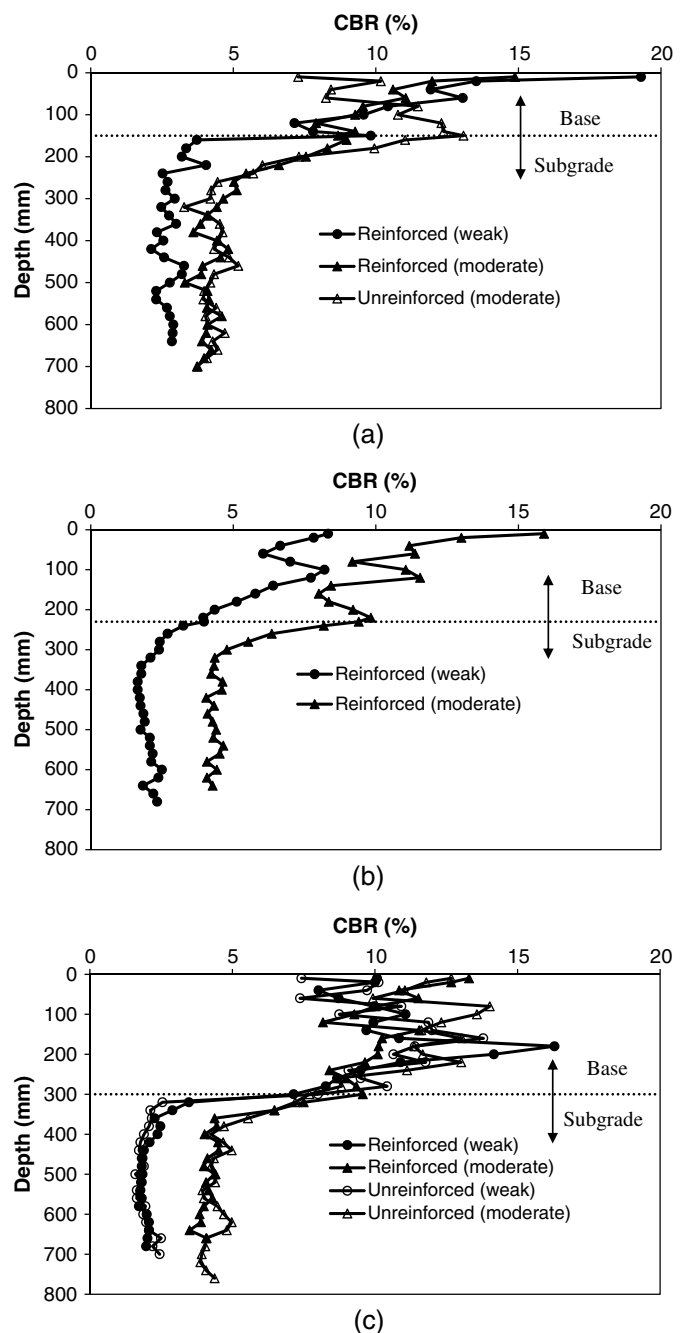 CBR (%)
0 5 10 15 20
0
100
200
300
400
500
600
700
800
Depth (mm)
Base
Subgrade
Reinforced (weak)
Reinforced (moderate)
Unreinforced (moderate)
(a)
CBR (%)
0 5 10 15 20
0
100
200
300
400
500
600
700
800
Depth (mm)
Base
Subgrade
Reinforced (weak)
Reinforced (moderate)
(b)
CBR (%)
0 5 10 15 20
0
100
200
300
400
500
600
700
800
Depth (mm)
Base
Subgrade
Reinforced (weak)
Reinforced (moderate)
Unreinforced (weak)
Unreinforced (moderate)
(c)